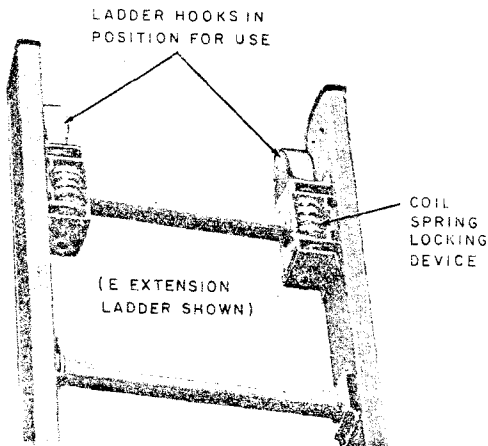 LADDER HOOKS IN
POSITION FOR USE
COIL
SPRING
LOCKING
DEVICE
(E EXTENSION
LADDER SHOWN)